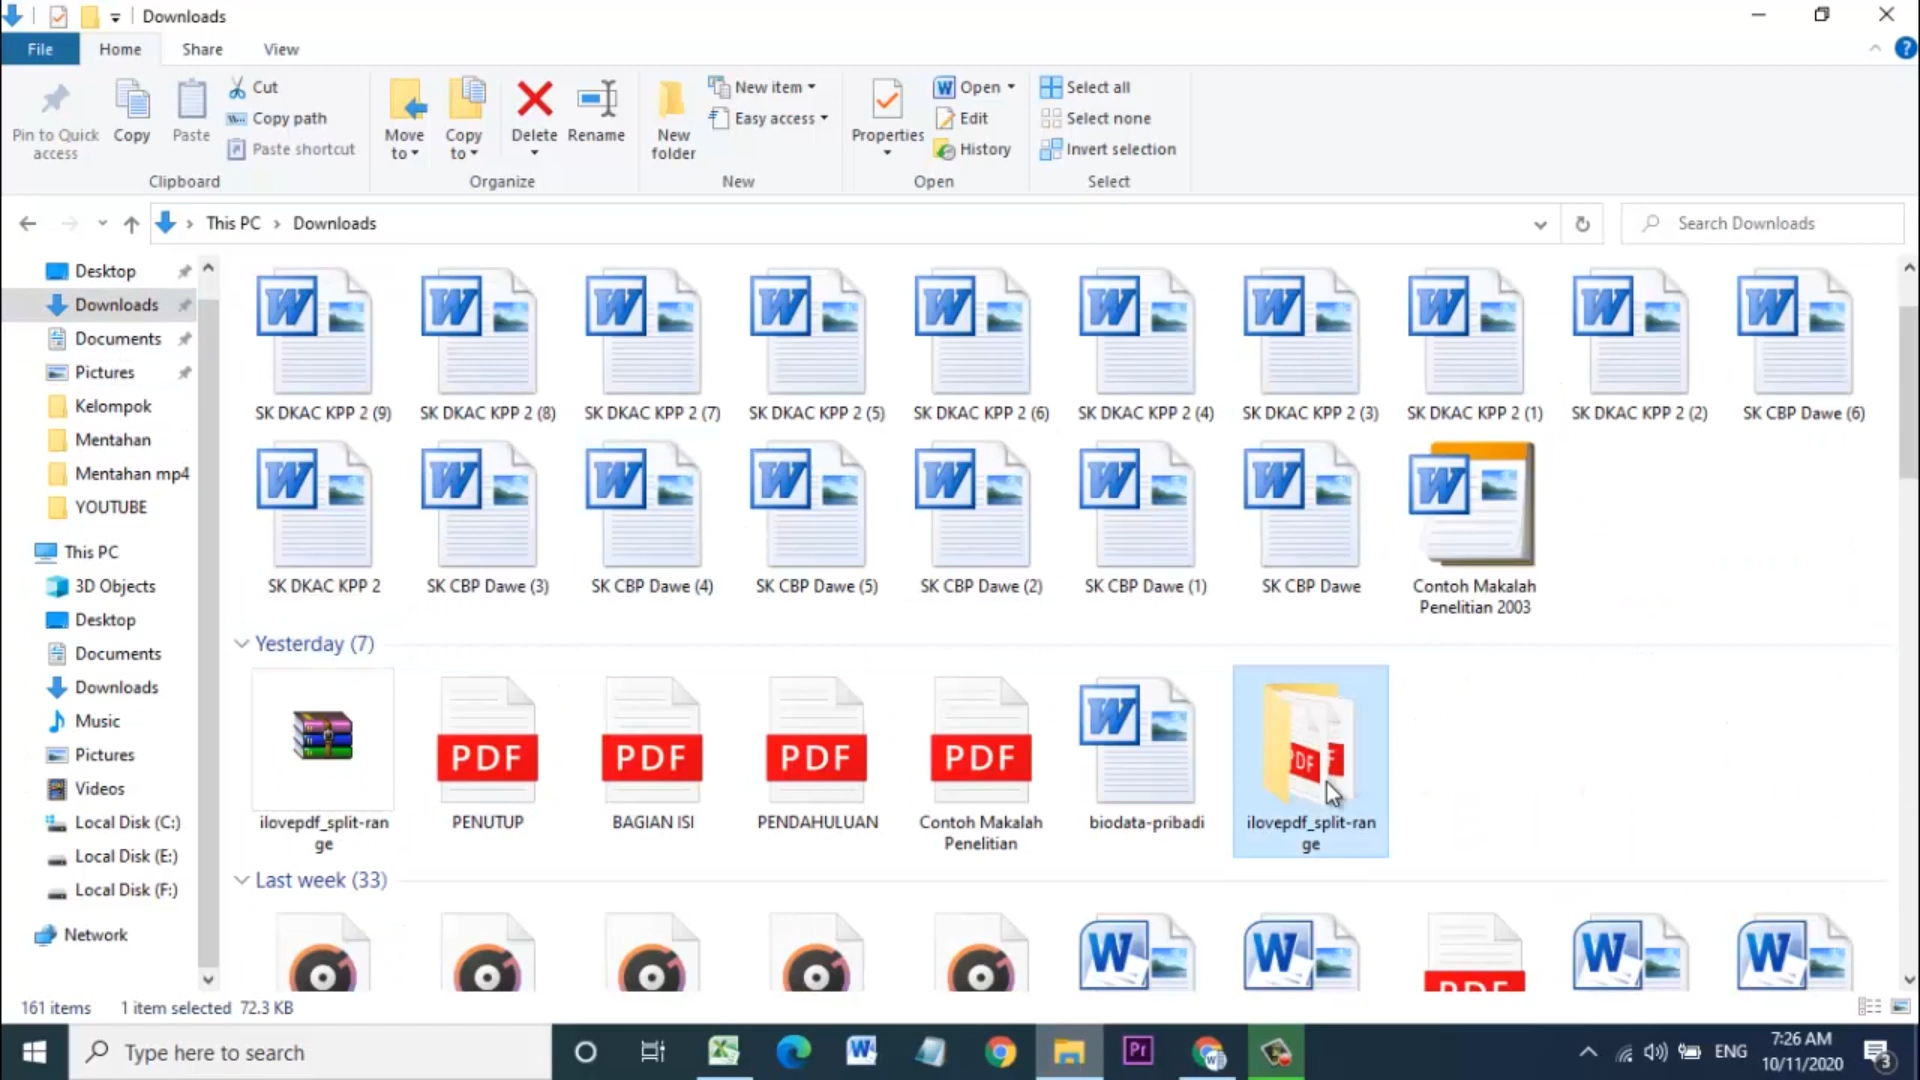 Downloads
File Home Share View
Pin to Quick access
Copy
Paste
Cut
Copy path
Paste shortcut
Clipboard
Move to
Copy to
Delete
Rename
Organize
New folder
New item
Easy access
New
Properties
Open
Edit
History
Open
Select all
Select none
Invert selection
Select
This PC > Downloads
Search Downloads
Desktop
Downloads
Documents
Pictures
Kelompok
Mentahan
Mentahan mp4
YOUTUBE
This PC
3D Objects
Desktop
Documents
Downloads
Music
Pictures
Videos
Local Disk (C:)
Local Disk (E:)
Local Disk (F:)
Network
SK DKAC KPP 2 (9) SK DKAC KPP 2 (8) SK DKAC KPP 2 (7) SK DKAC KPP 2 (5) SK DKAC KPP 2 (6) SK DKAC KPP 2 (4) SK DKAC KPP 2 (3) SK DKAC KPP 2 (1) SK DKAC KPP 2 (2) SK CBP Dawe (6)
SK DKAC KPP 2 SK CBP Dawe (3) SK CBP Dawe (4) SK CBP Dawe (5) SK CBP Dawe (2) SK CBP Dawe (1) SK CBP Dawe Contoh Makalah
Penelitian 2003
Yesterday (7)
PDF PDF PDF PDF PDF
ilovepdf_split-ran PENUTUP BAGIAN ISI PENDAHULUAN Contoh Makalah biodata-pribadi ilovepdf_split-ran
ge Penelitian ge
Last week (33)
PDF
161 items 1 item selected 72.3 KB
Type here to search
Pr
ENG
7:26 AM
10/11/2020
3